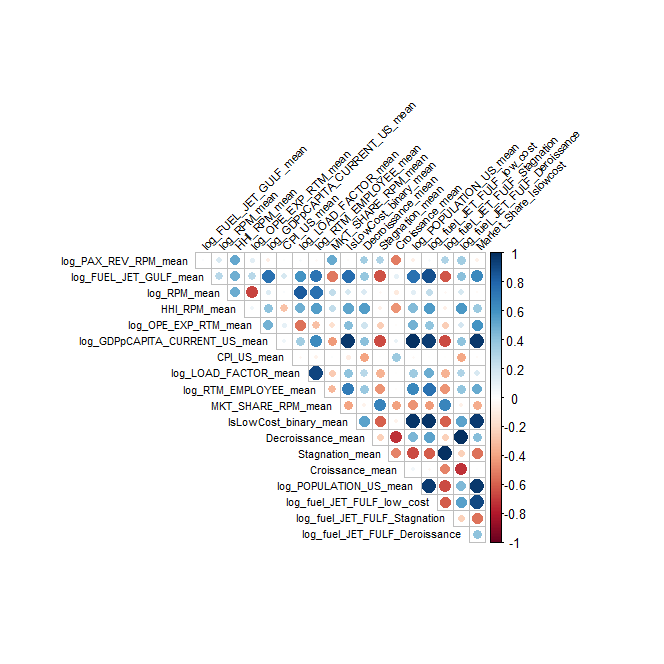 log_FUEL_JET_GULF_mean
log_RPM_mean
HHI_RPM_mean
log_OPE_EXP_RTM_mean
log_GDPpCAPITA_CURRENT_US_mean
CPI_US_mean
log_LOAD_FACTOR_mean
log_RTM_EMPLOYEE_mean
MKT_SHARE_RPM_mean
IsLowCost_binary_mean
Decroissance_mean
Stagnation_mean
Croissance_mean
log_POPULATION_US_mean
log_fuel_JET_FULF_low_cost
log_fuel_JET_FULF_Stagnation
log_fuel_JET_FULF_Deroissance
Market_Share_Islowcost
log_PAX_REV_RPM_mean
log_FUEL_JET_GULF_mean
log_RPM_mean
HHI_RPM_mean
log_OPE_EXP_RTM_mean
log_GDPpCAPITA_CURRENT_US_mean
CPI_US_mean
log_LOAD_FACTOR_mean
log_RTM_EMPLOYEE_mean
MKT_SHARE_RPM_mean
IsLowCost_binary_mean
Decroissance_mean
Stagnation_mean
Croissance_mean
log_POPULATION_US_mean
log_fuel_JET_FULF_low_cost
log_fuel_JET_FULF_Stagnation
log_fuel_JET_FULF_Deroissance
1
0.8
0.6
0.4
0.2
0
-0.2
-0.4
-0.6
-0.8
-1